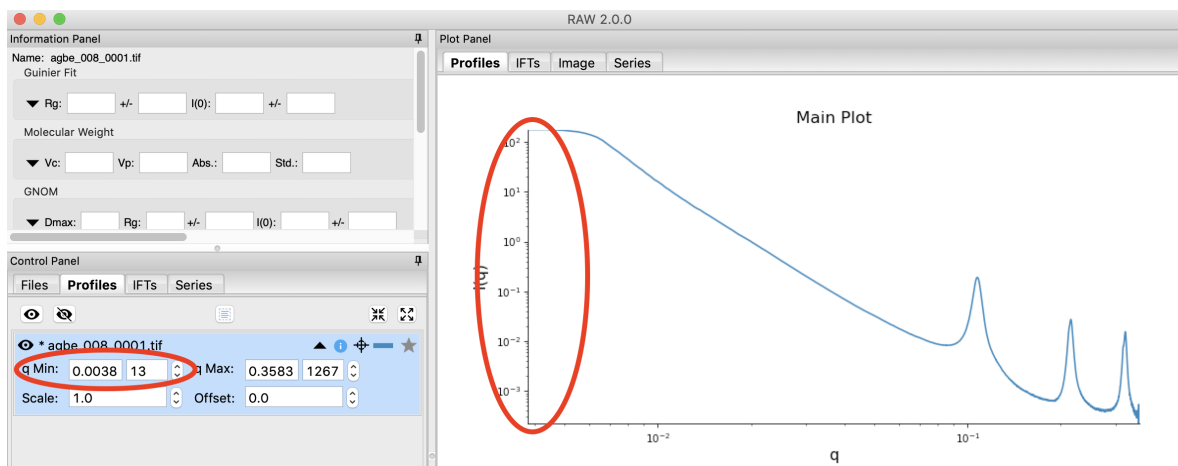 RAW 2.0.0
Information Panel
Name: agbe_008_0001.tif
Guinier Fit
Rg: +/- I(0): +/-
Molecular Weight
Vc: Vp: Abs.: Std.:
GNOM
Dmax: Rg: +/- I(0): +/-
Control Panel
Files Profiles IFTs Series
* agbe_008_0001.tif
q Min: 0.0038 13 q Max: 0.3583 1267
Scale: 1.0 Offset: 0.0
Plot Panel
Profiles IFTs Image Series
Main Plot
I(q)
10²
10¹
10⁰
10⁻¹
10⁻²
10⁻³
10⁻² 10⁻¹
q